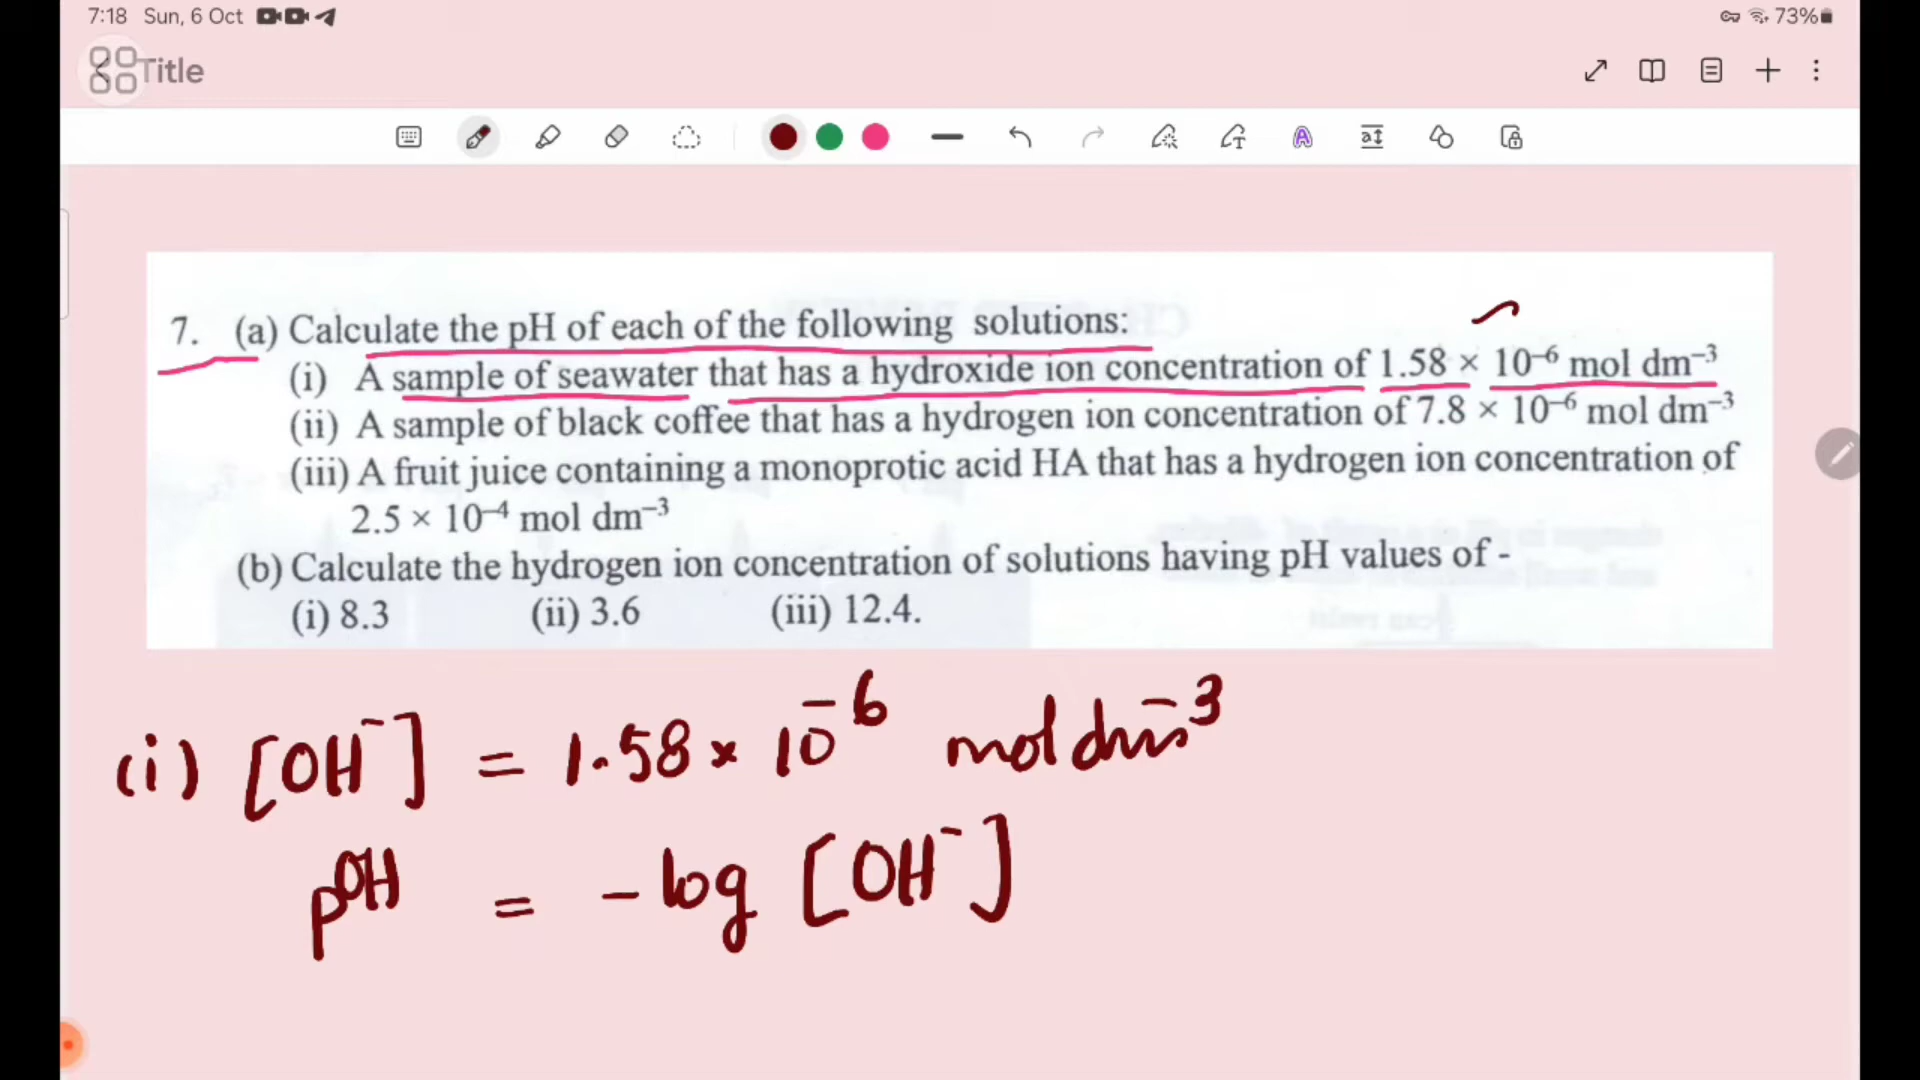 7:18 Sun, 6 Oct
73%
Title
7. (a) Calculate the pH of each of the following solutions:
(i) A sample of seawater that has a hydroxide ion concentration of 1.58 × 10⁻⁶ mol dm⁻³
(ii) A sample of black coffee that has a hydrogen ion concentration of 7.8 × 10⁻⁶ mol dm⁻³
(iii) A fruit juice containing a monoprotic acid HA that has a hydrogen ion concentration of
2.5 × 10⁻⁴ mol dm⁻³
(b) Calculate the hydrogen ion concentration of solutions having pH values of -
(i) 8.3 (ii) 3.6 (iii) 12.4.
(i) [OH⁻] = 1.58 × 10⁻⁶ mol dm⁻³
pOH = - log [OH⁻]